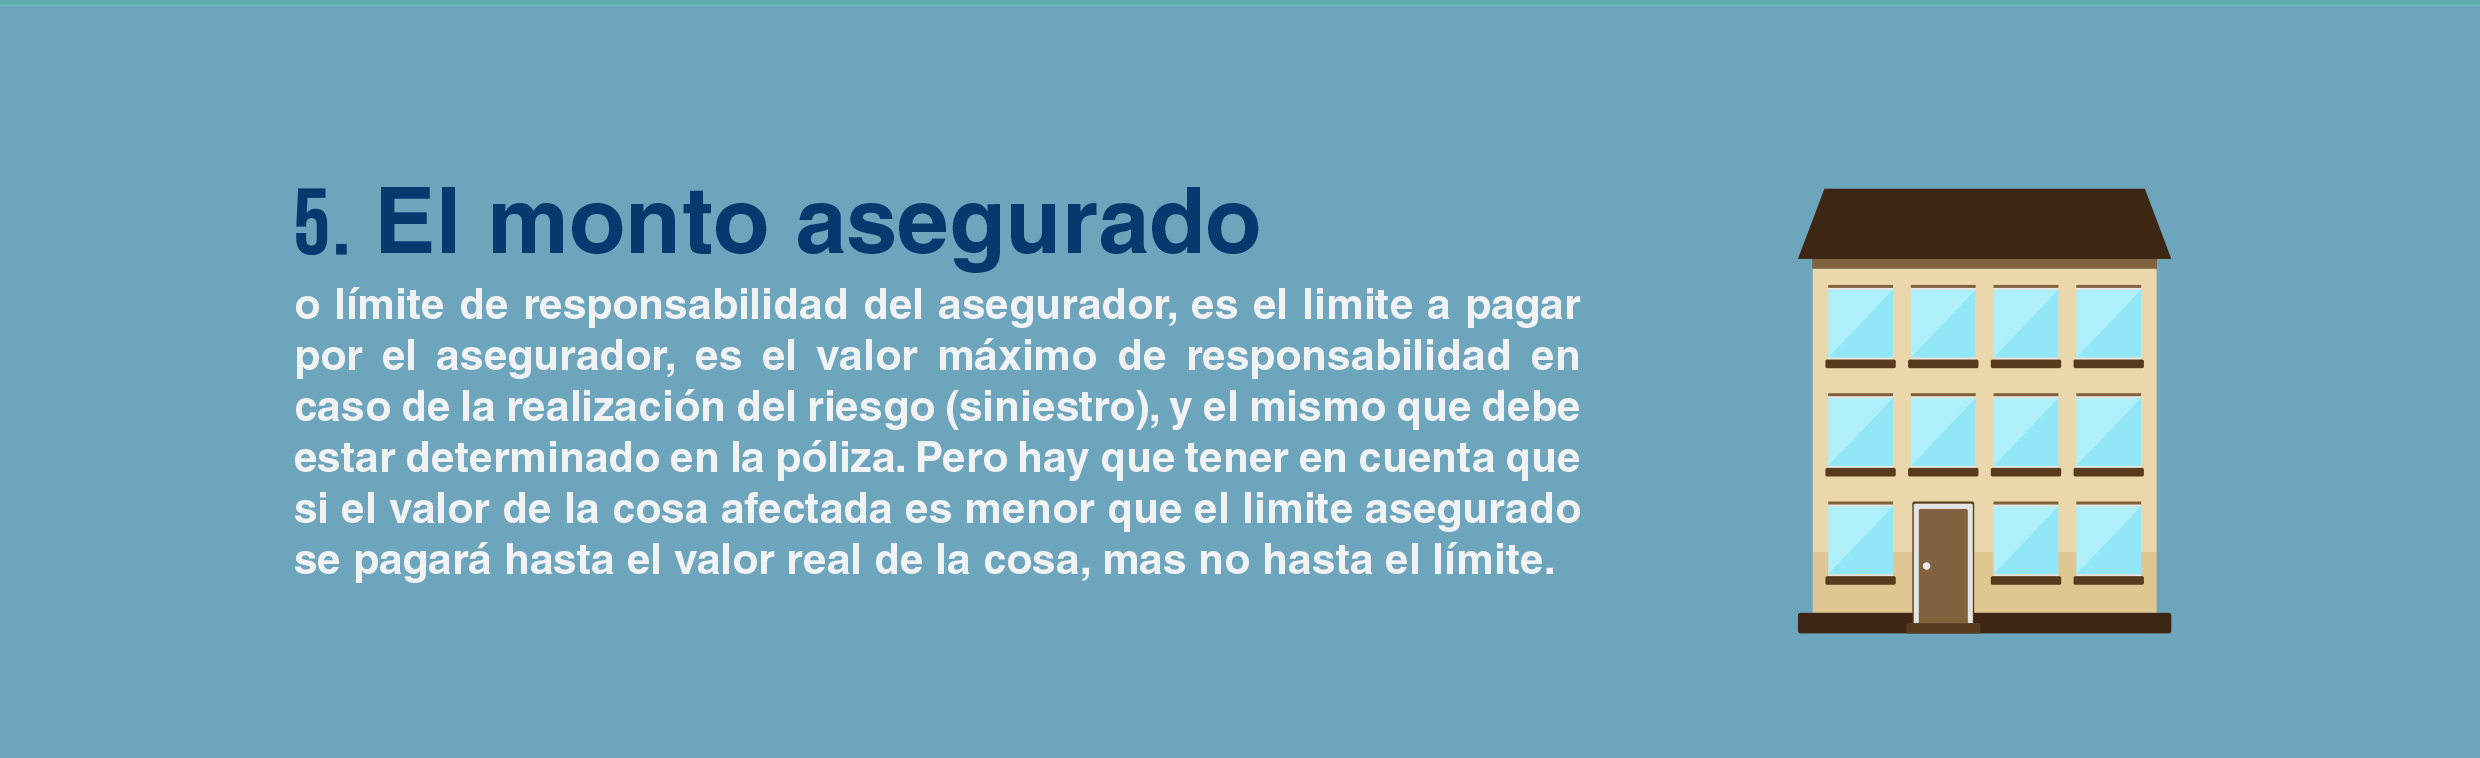 5. El monto asegurado
o límite de responsabilidad del asegurador, es el limite a pagar
por el asegurador, es el valor máximo de responsabilidad en
caso de la realización del riesgo (siniestro), y el mismo que debe
estar determinado en la póliza. Pero hay que tener en cuenta que
si el valor de la cosa afectada es menor que el limite asegurado
se pagará hasta el valor real de la cosa, mas no hasta el límite.